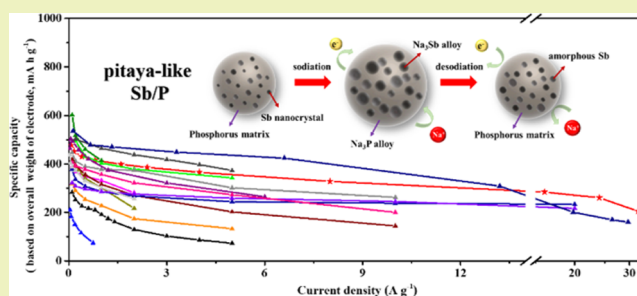 1000
800
600
400
200
0
Specific capacity
( based on overall weight of electrode, mA h g⁻¹)
pitaya-like
Sb/P
Phosphorus matrix
Sb nanocrystal
sodiation
e⁻
Na₃Sb alloy
Na₃P alloy
Na⁺
desodiation
e⁻
amorphous Sb
Phosphorus matrix
Na⁺
0 3 6 9 12 20 25 30
Current density (A g⁻¹)